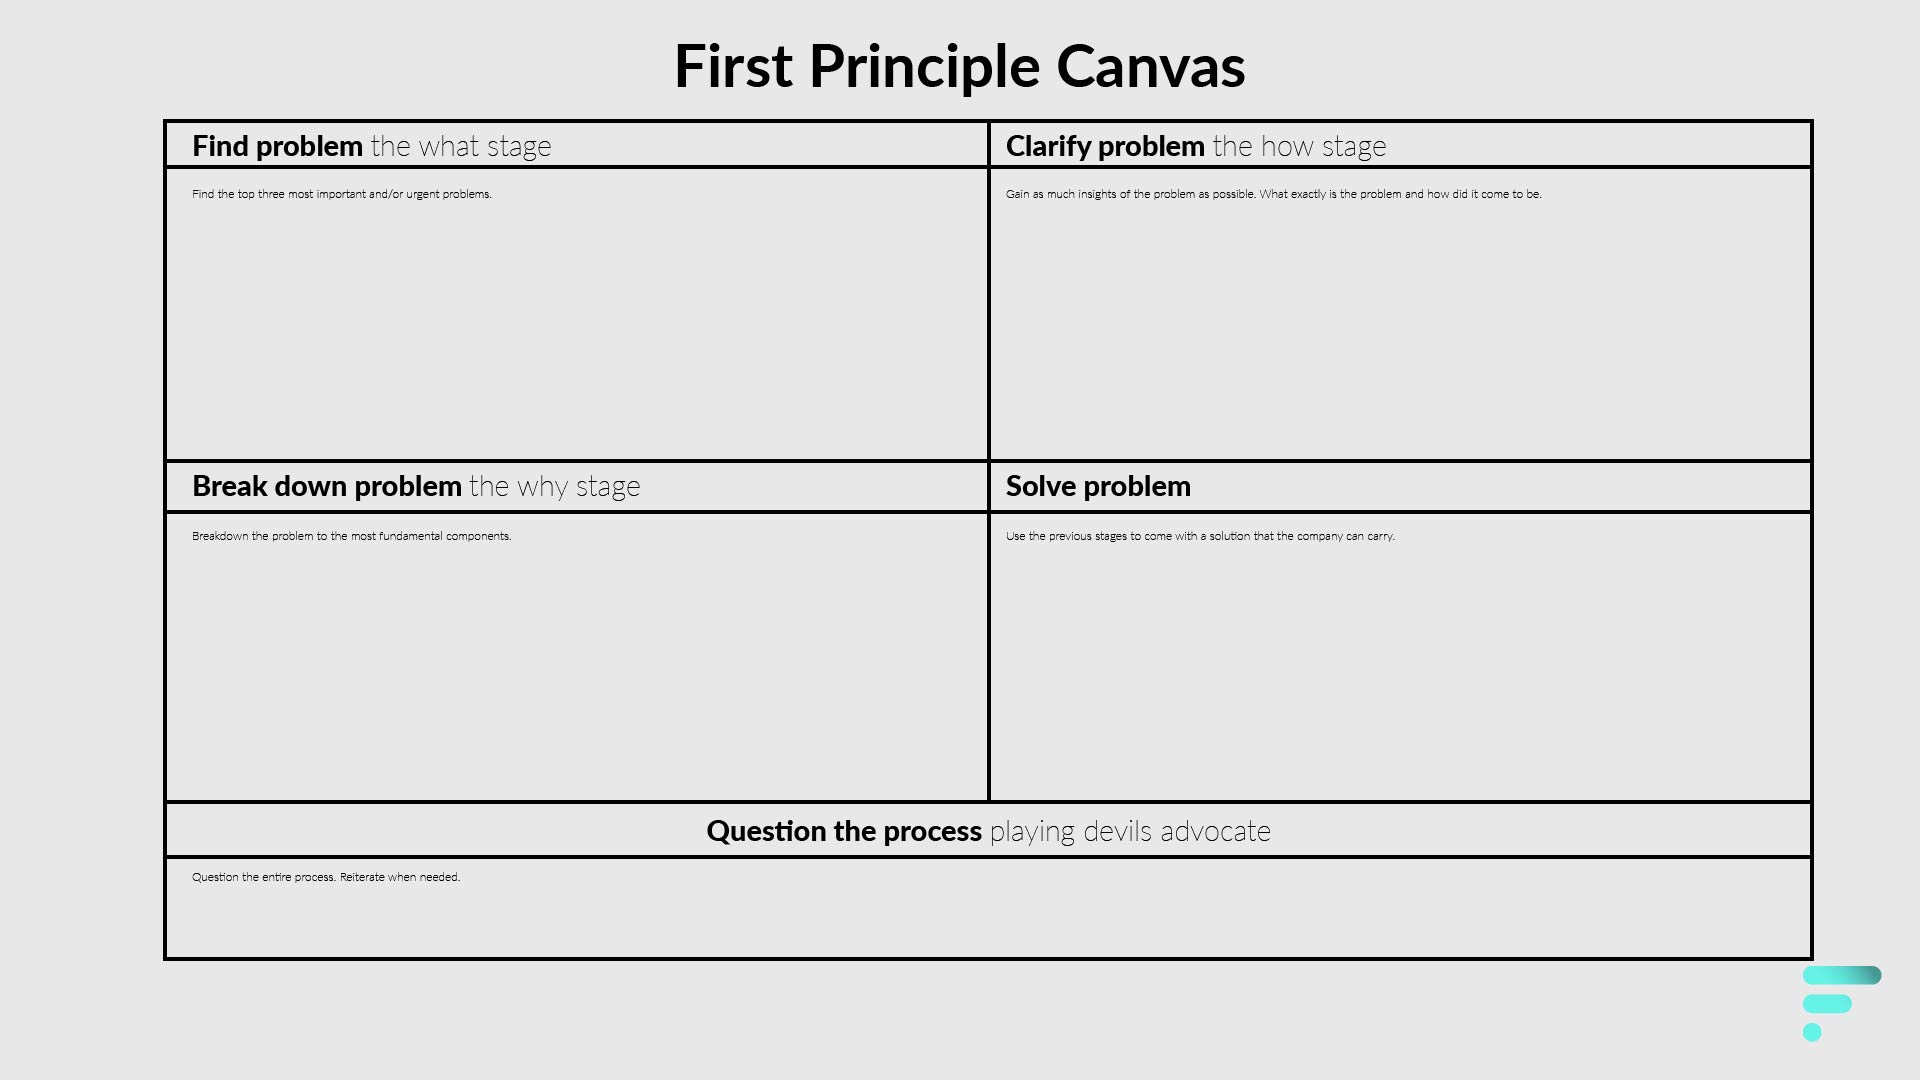 First Principle Canvas
Find problem the what stage
Find the top three most important and/or urgent problems.
Clarify problem the how stage
Gain as much insights of the problem as possible. What exactly is the problem and how did it come to be.
Break down problem the why stage
Breakdown the problem to the most fundamental components.
Solve problem
Use the previous stages to come with a solution that the company can carry.
Question the process playing devils advocate
Question the entire process. Reiterate when needed.